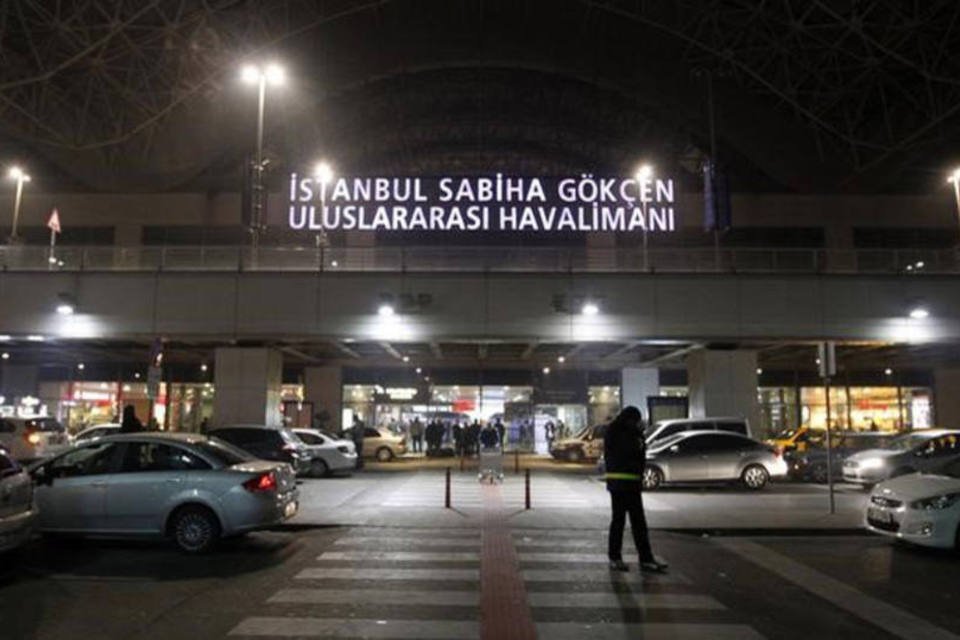 İSTANBUL SABİHA GÖKÇEN
ULUSLARARASI HAVALİMANI